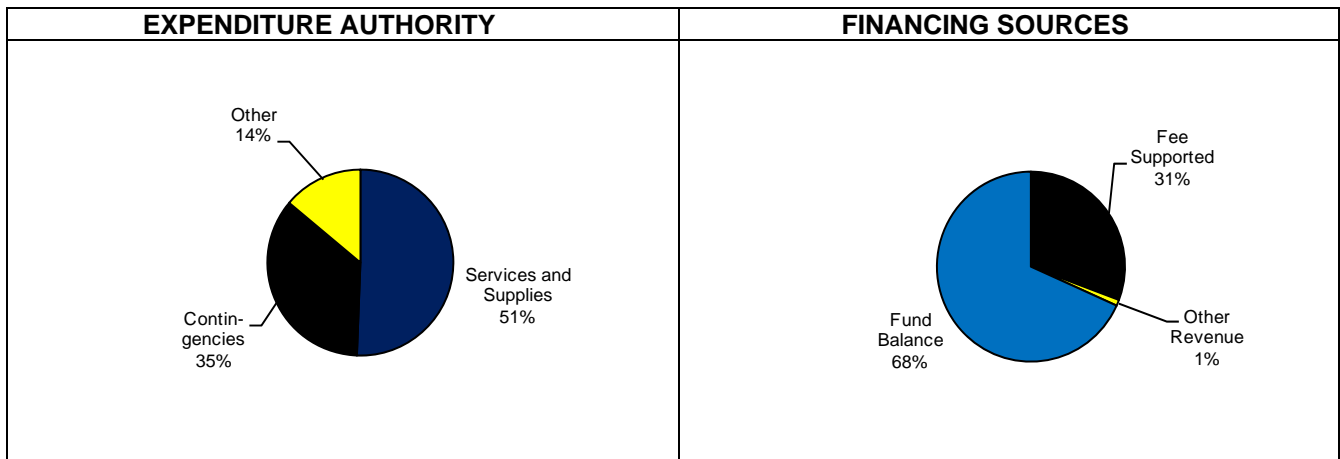 EXPENDITURE AUTHORITY
Other
14%
Services and
Supplies
51%
Contin-
gencies
35%
FINANCING SOURCES
Fee
Supported
31%
Other
Revenue
1%
Fund
Balance
68%